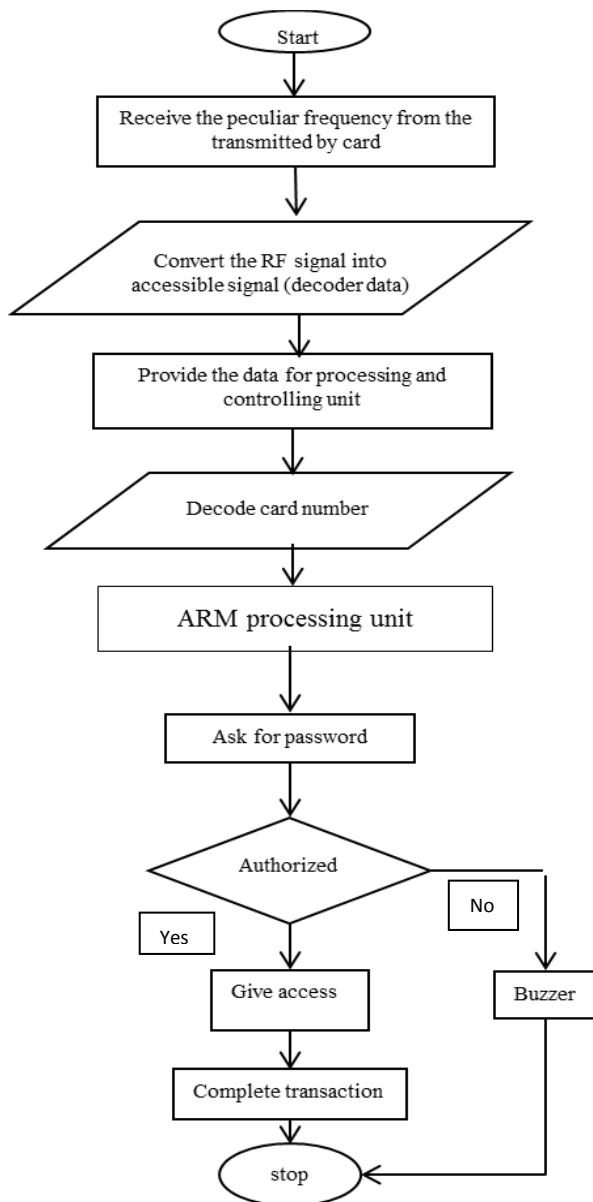 Start
Receive the peculiar frequency from the
transmitted by card
Convert the RF signal into
accessible signal (decoder data)
Provide the data for processing and
controlling unit
Decode card number
ARM processing unit
Ask for password
Authorized
No
Yes
Give access
Buzzer
Complete transaction
stop